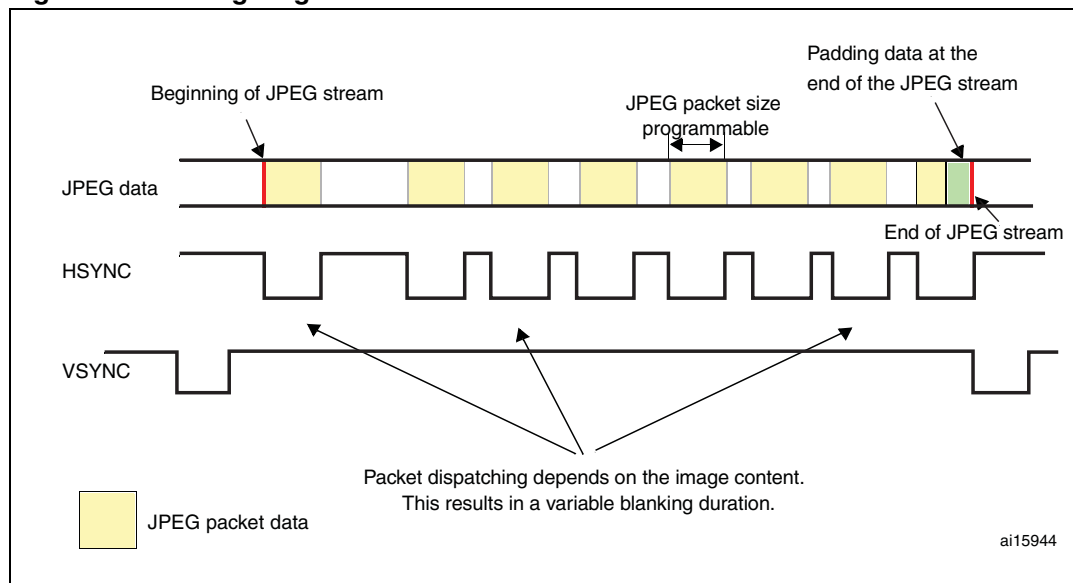 Padding data at the
end of the JPEG stream
Beginning of JPEG stream
JPEG packet size
programmable
JPEG data
End of JPEG stream
HSYNC
VSYNC
Packet dispatching depends on the image content.
This results in a variable blanking duration.
JPEG packet data
ai15944